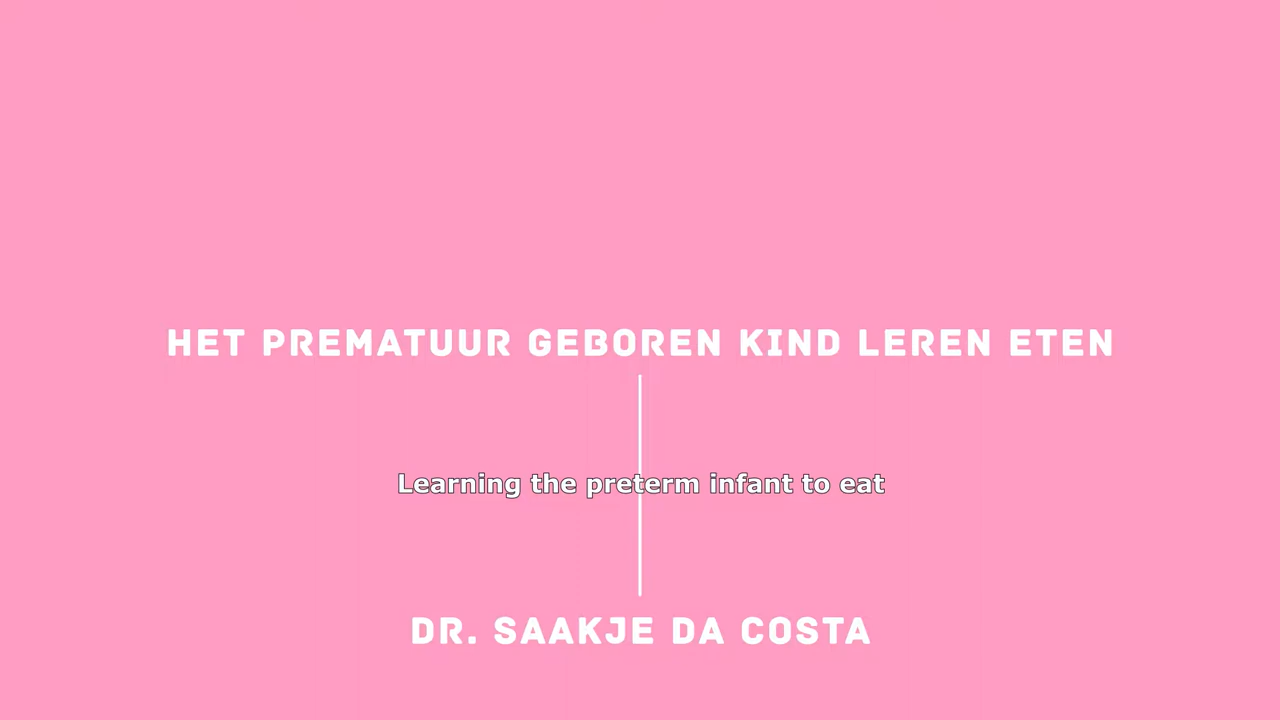 HET PREMATUUR GEBOREN KIND LEREN ETEN
Learning the preterm infant to eat
DR. SAAKJE DA COSTA